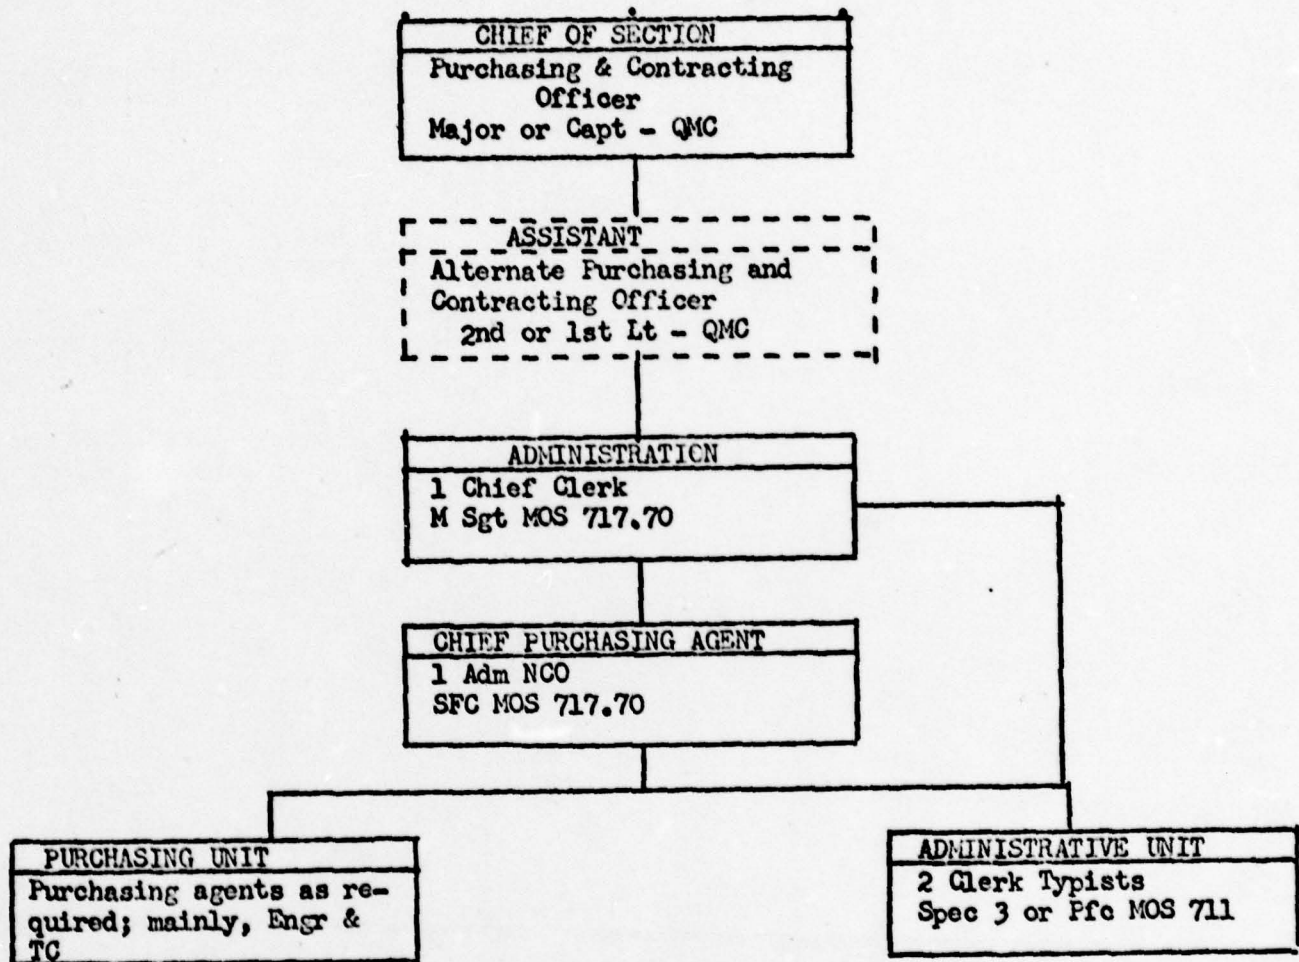 CHIEF OF SECTION
Purchasing & Contracting
Officer
Major or Capt - QMC
ASSISTANT
Alternate Purchasing and
Contracting Officer
2nd or 1st Lt - QMC
ADMINISTRATION
1 Chief Clerk
M Sgt MOS 717.70
CHIEF PURCHASING AGENT
1 Adm NCO
SFC MOS 717.70
PURCHASING UNIT
Purchasing agents as re-
quired; mainly, Engr &
TC
ADMINISTRATIVE UNIT
2 Clerk Typists
Spec 3 or Pfc MOS 711